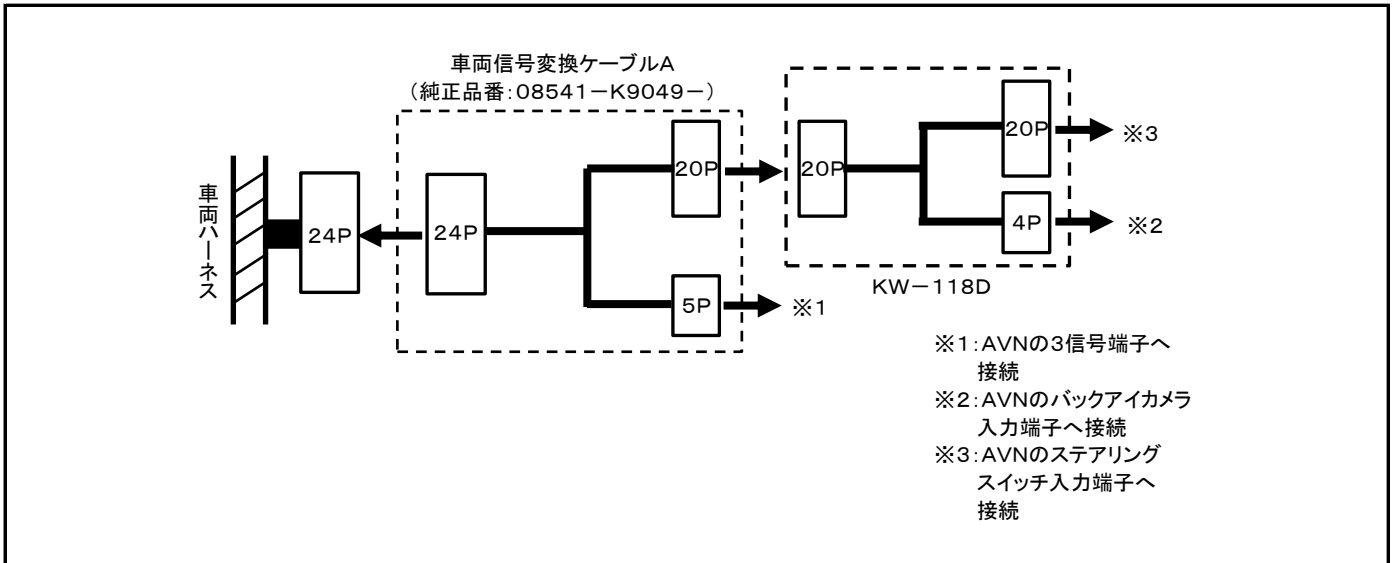 車両信号変換ケーブルA
(純正品番:08541-K9049-)
車両ハーネス
24P
24P
20P
5P
※1
20P
20P
4P
※3
※2
KW-118D
※1:AVNの3信号端子へ
接続
※2:AVNのバックアイカメラ
入力端子へ接続
※3:AVNのステアリング
スイッチ入力端子へ
接続